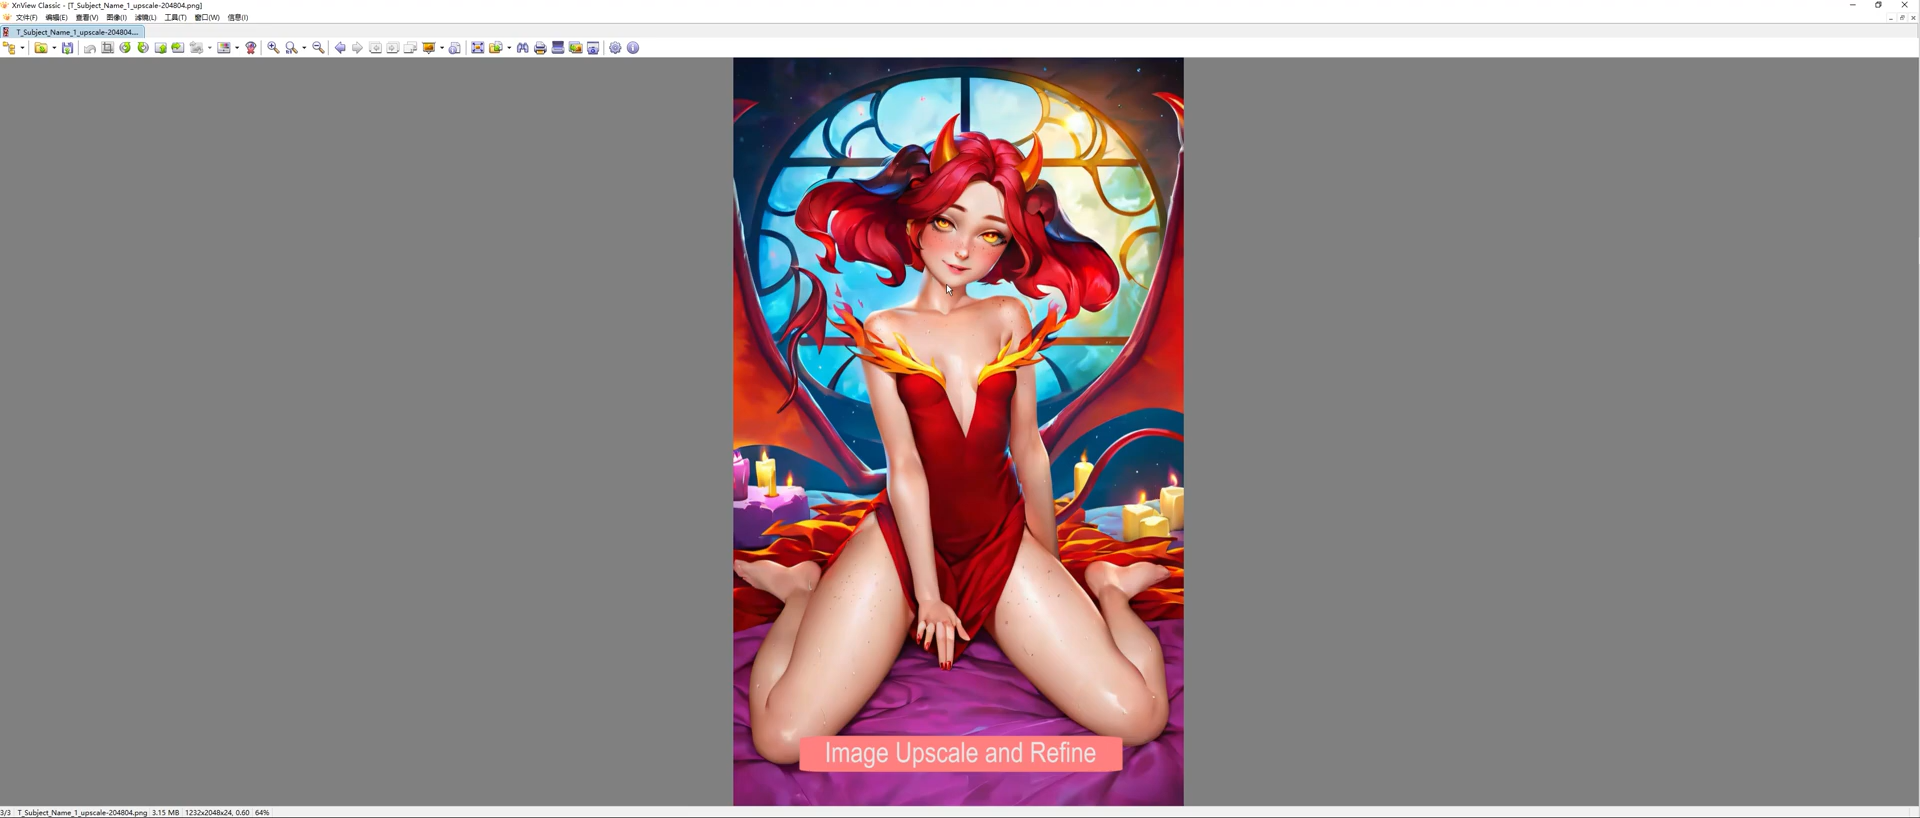 XnView Classic - [T_Subject_Name_1_upscale-204804.png]
文件(F) 编辑(E) 查看(V) 图像(I) 滤镜(L) 工具(T) 窗口(W) 信息(I)
T_Subject_Name_1_upscale-204804....
Image Upscale and Refine
3/3 T_Subject_Name_1_upscale-204804.png 3.15 MB 1232x2048x24, 0.60 64%